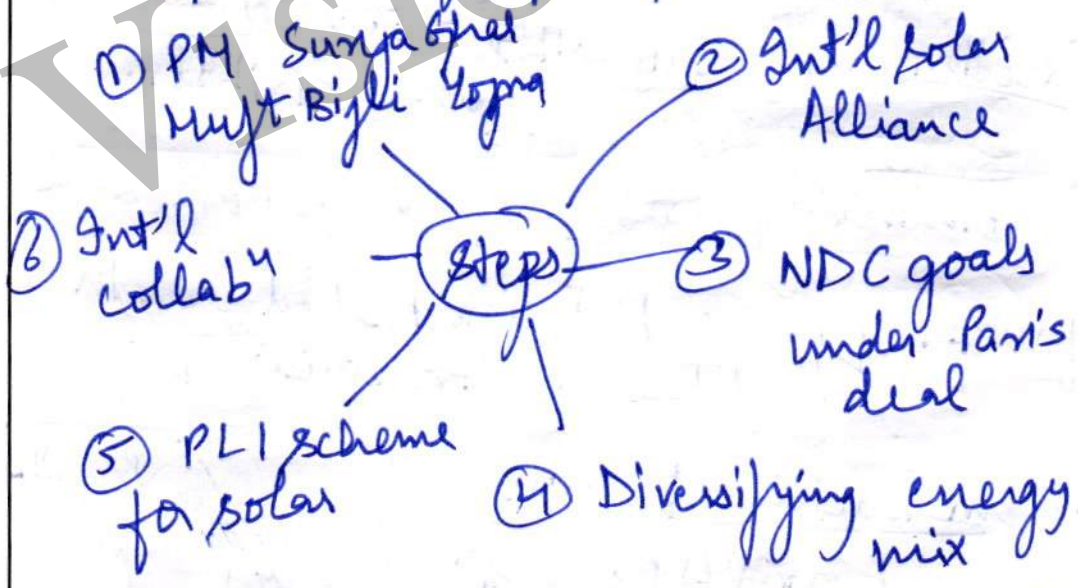 ① PM SuryaGhar
Muft Bijli Yojna
② Int'l Solar
Alliance
Steps
③ NDC goals
under Paris
deal
④ Diversifying energy
mix
⑤ PLI scheme
for solar
⑥ Int'l
collabⁿ